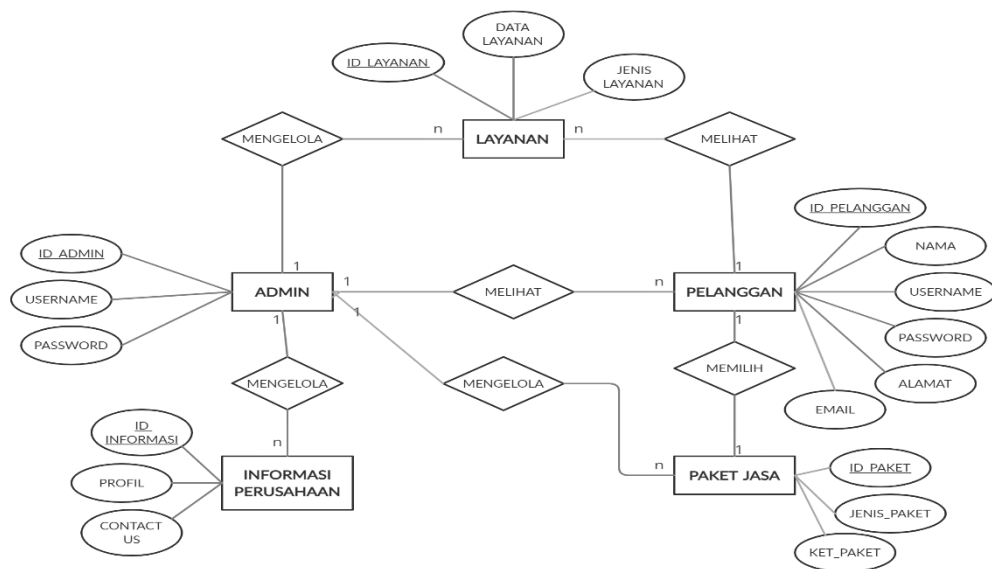 DATA
LAYANAN
ID_LAYANAN
JENIS
LAYANAN
MENGELOLA
n
LAYANAN
n
MELIHAT
ID_PELANGGAN
ID_ADMIN
NAMA
1
ADMIN
1
MELIHAT
n
1
PELANGGAN
USERNAME
USERNAME
1
1
1
PASSWORD
PASSWORD
MENGELOLA
MENGELOLA
MEMILIH
ALAMAT
EMAIL
ID
INFORMASI
n
1
INFORMASI
PERUSAHAAN
n
PAKET JASA
ID_PAKET
PROFIL
JENIS_PAKET
CONTACT
US
KET_PAKET